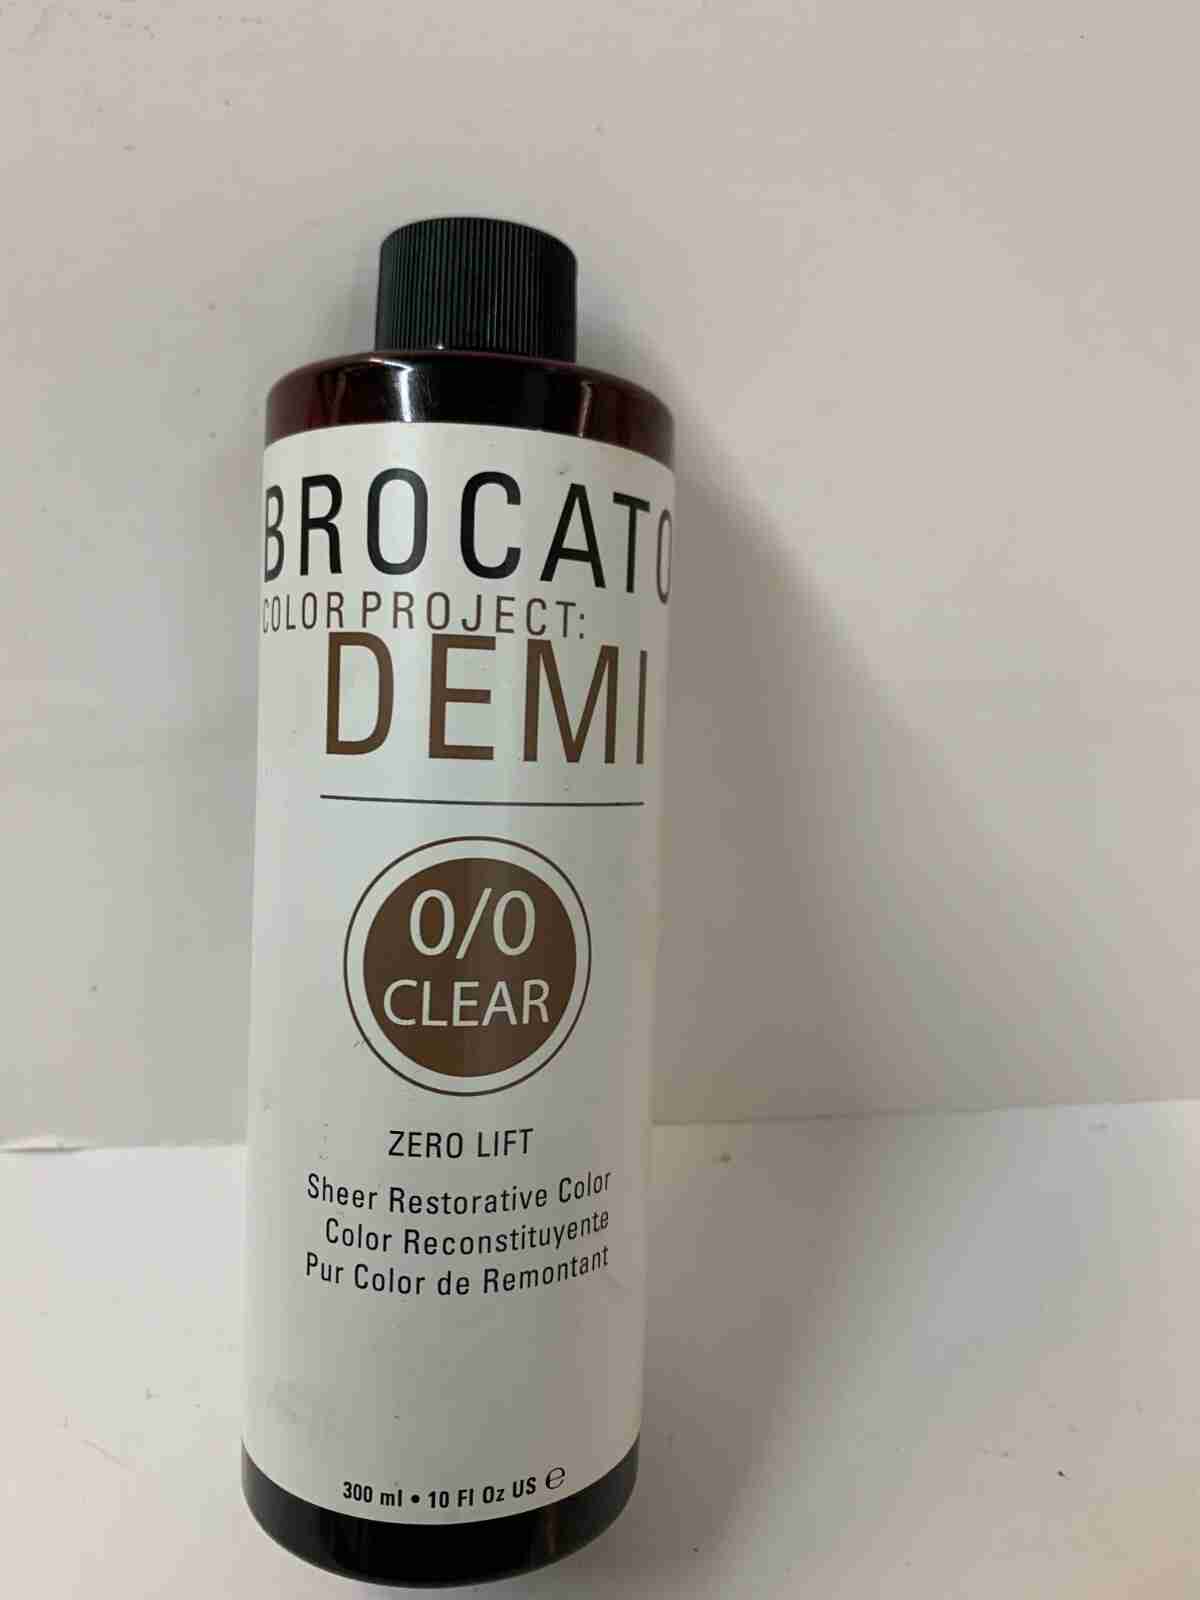 BROCATO
COLOR PROJECT:
DEMI
0/0
CLEAR
ZERO LIFT
Sheer Restorative Color
Color Reconstituyente
Pur Color de Remontant
300 ml • 10 Fl Oz US ℮